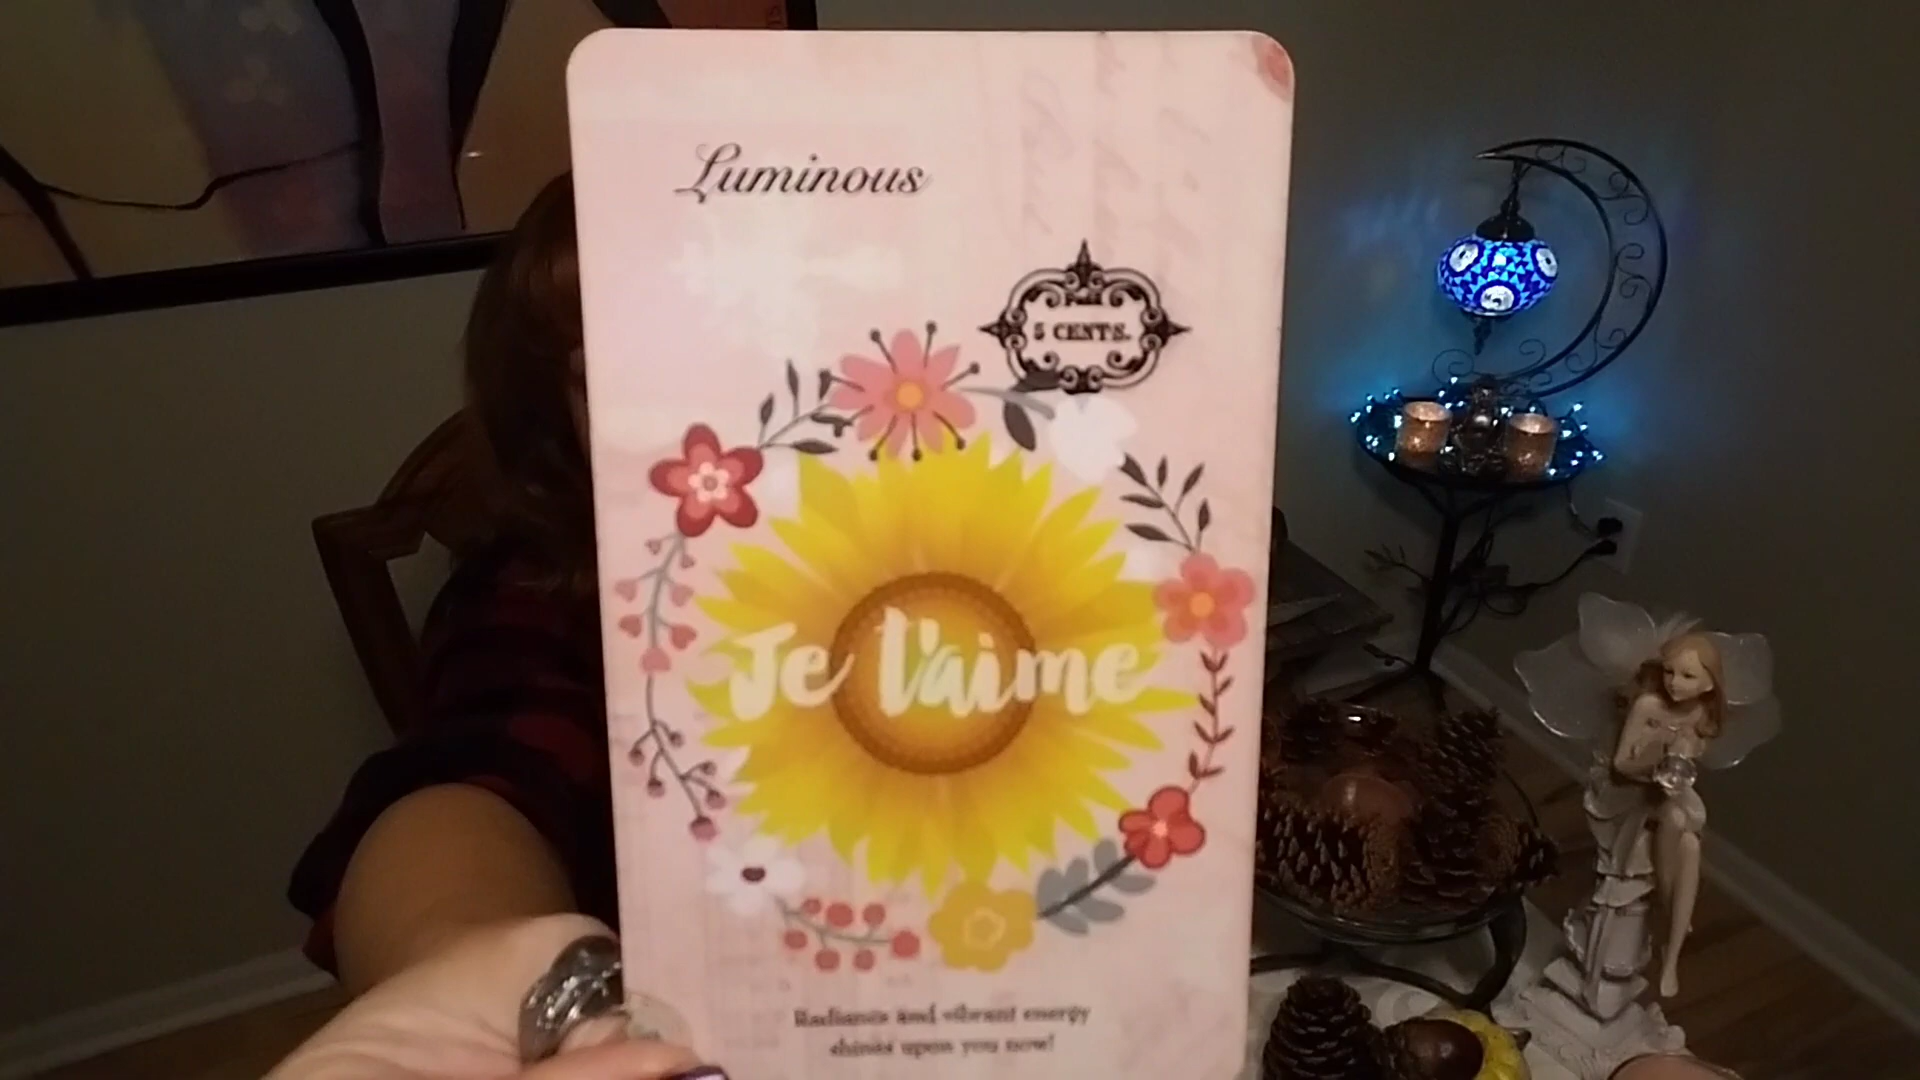 Luminous
5 CENTS.
Je t'aime
Radiance and vibrant energy
shines upon you now!